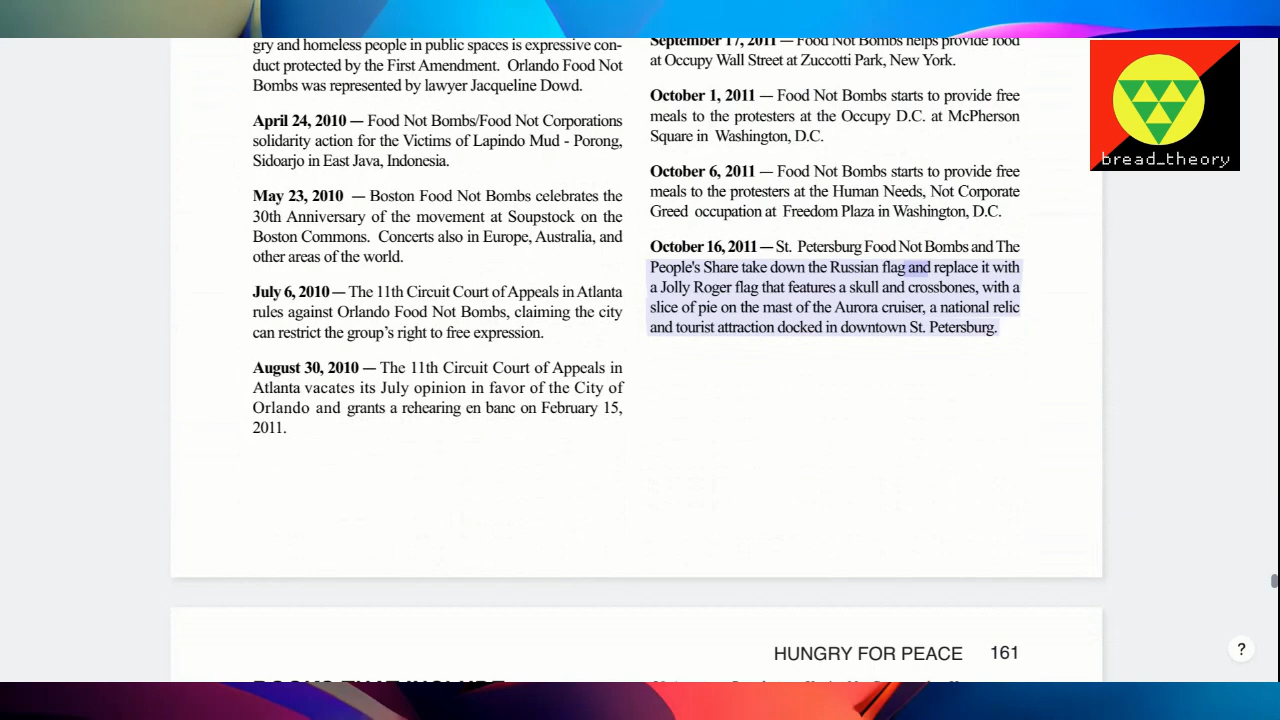 gry and homeless people in public spaces is expressive con-
duct protected by the First Amendment. Orlando Food Not
Bombs was represented by lawyer Jacqueline Dowd.
April 24, 2010 — Food Not Bombs/Food Not Corporations
solidarity action for the Victims of Lapindo Mud - Porong,
Sidoarjo in East Java, Indonesia.
May 23, 2010 — Boston Food Not Bombs celebrates the
30th Anniversary of the movement at Soupstock on the
Boston Commons. Concerts also in Europe, Australia, and
other areas of the world.
July 6, 2010 — The 11th Circuit Court of Appeals in Atlanta
rules against Orlando Food Not Bombs, claiming the city
can restrict the group's right to free expression.
August 30, 2010 — The 11th Circuit Court of Appeals in
Atlanta vacates its July opinion in favor of the City of
Orlando and grants a rehearing en banc on February 15,
2011.
September 17, 2011 — Food Not Bombs helps provide food
at Occupy Wall Street at Zuccotti Park, New York.
October 1, 2011 — Food Not Bombs starts to provide free
meals to the protesters at the Occupy D.C. at McPherson
Square in Washington, D.C.
October 6, 2011 — Food Not Bombs starts to provide free
meals to the protesters at the Human Needs, Not Corporate
Greed occupation at Freedom Plaza in Washington, D.C.
October 16, 2011 — St. Petersburg Food Not Bombs and The
People's Share take down the Russian flag and replace it with
a Jolly Roger flag that features a skull and crossbones, with a
slice of pie on the mast of the Aurora cruiser, a national relic
and tourist attraction docked in downtown St. Petersburg.
bread_theory
?
HUNGRY FOR PEACE 161
BOOKS THAT INCLUDE